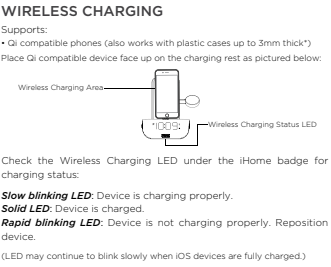 WIRELESS CHARGING
Supports:
• Qi compatible phones (also works with plastic cases up to 3mm thick*)
Place Qi compatible device face up on the charging rest as pictured below:
Wireless Charging Area
Wireless Charging Status LED
Check the Wireless Charging LED under the iHome badge for
charging status:
Slow blinking LED: Device is charging properly.
Solid LED: Device is charged.
Rapid blinking LED: Device is not charging properly. Reposition
device.
(LED may continue to blink slowly when iOS devices are fully charged.)